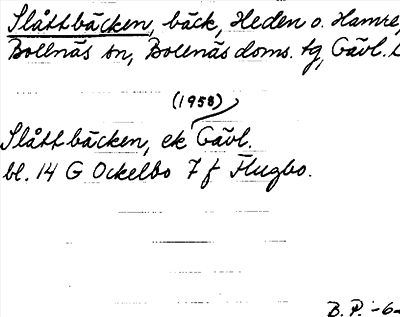 Slåttbäcken, bäck, Heden o. Hamre,
Bollnäs sn, Bollnäs doms. tg, Gävl. l
(1958)
Slåttbäcken, ek Gävl.
bl. 14 G Ockelbo 7 f Flugbo.
B. P. -6